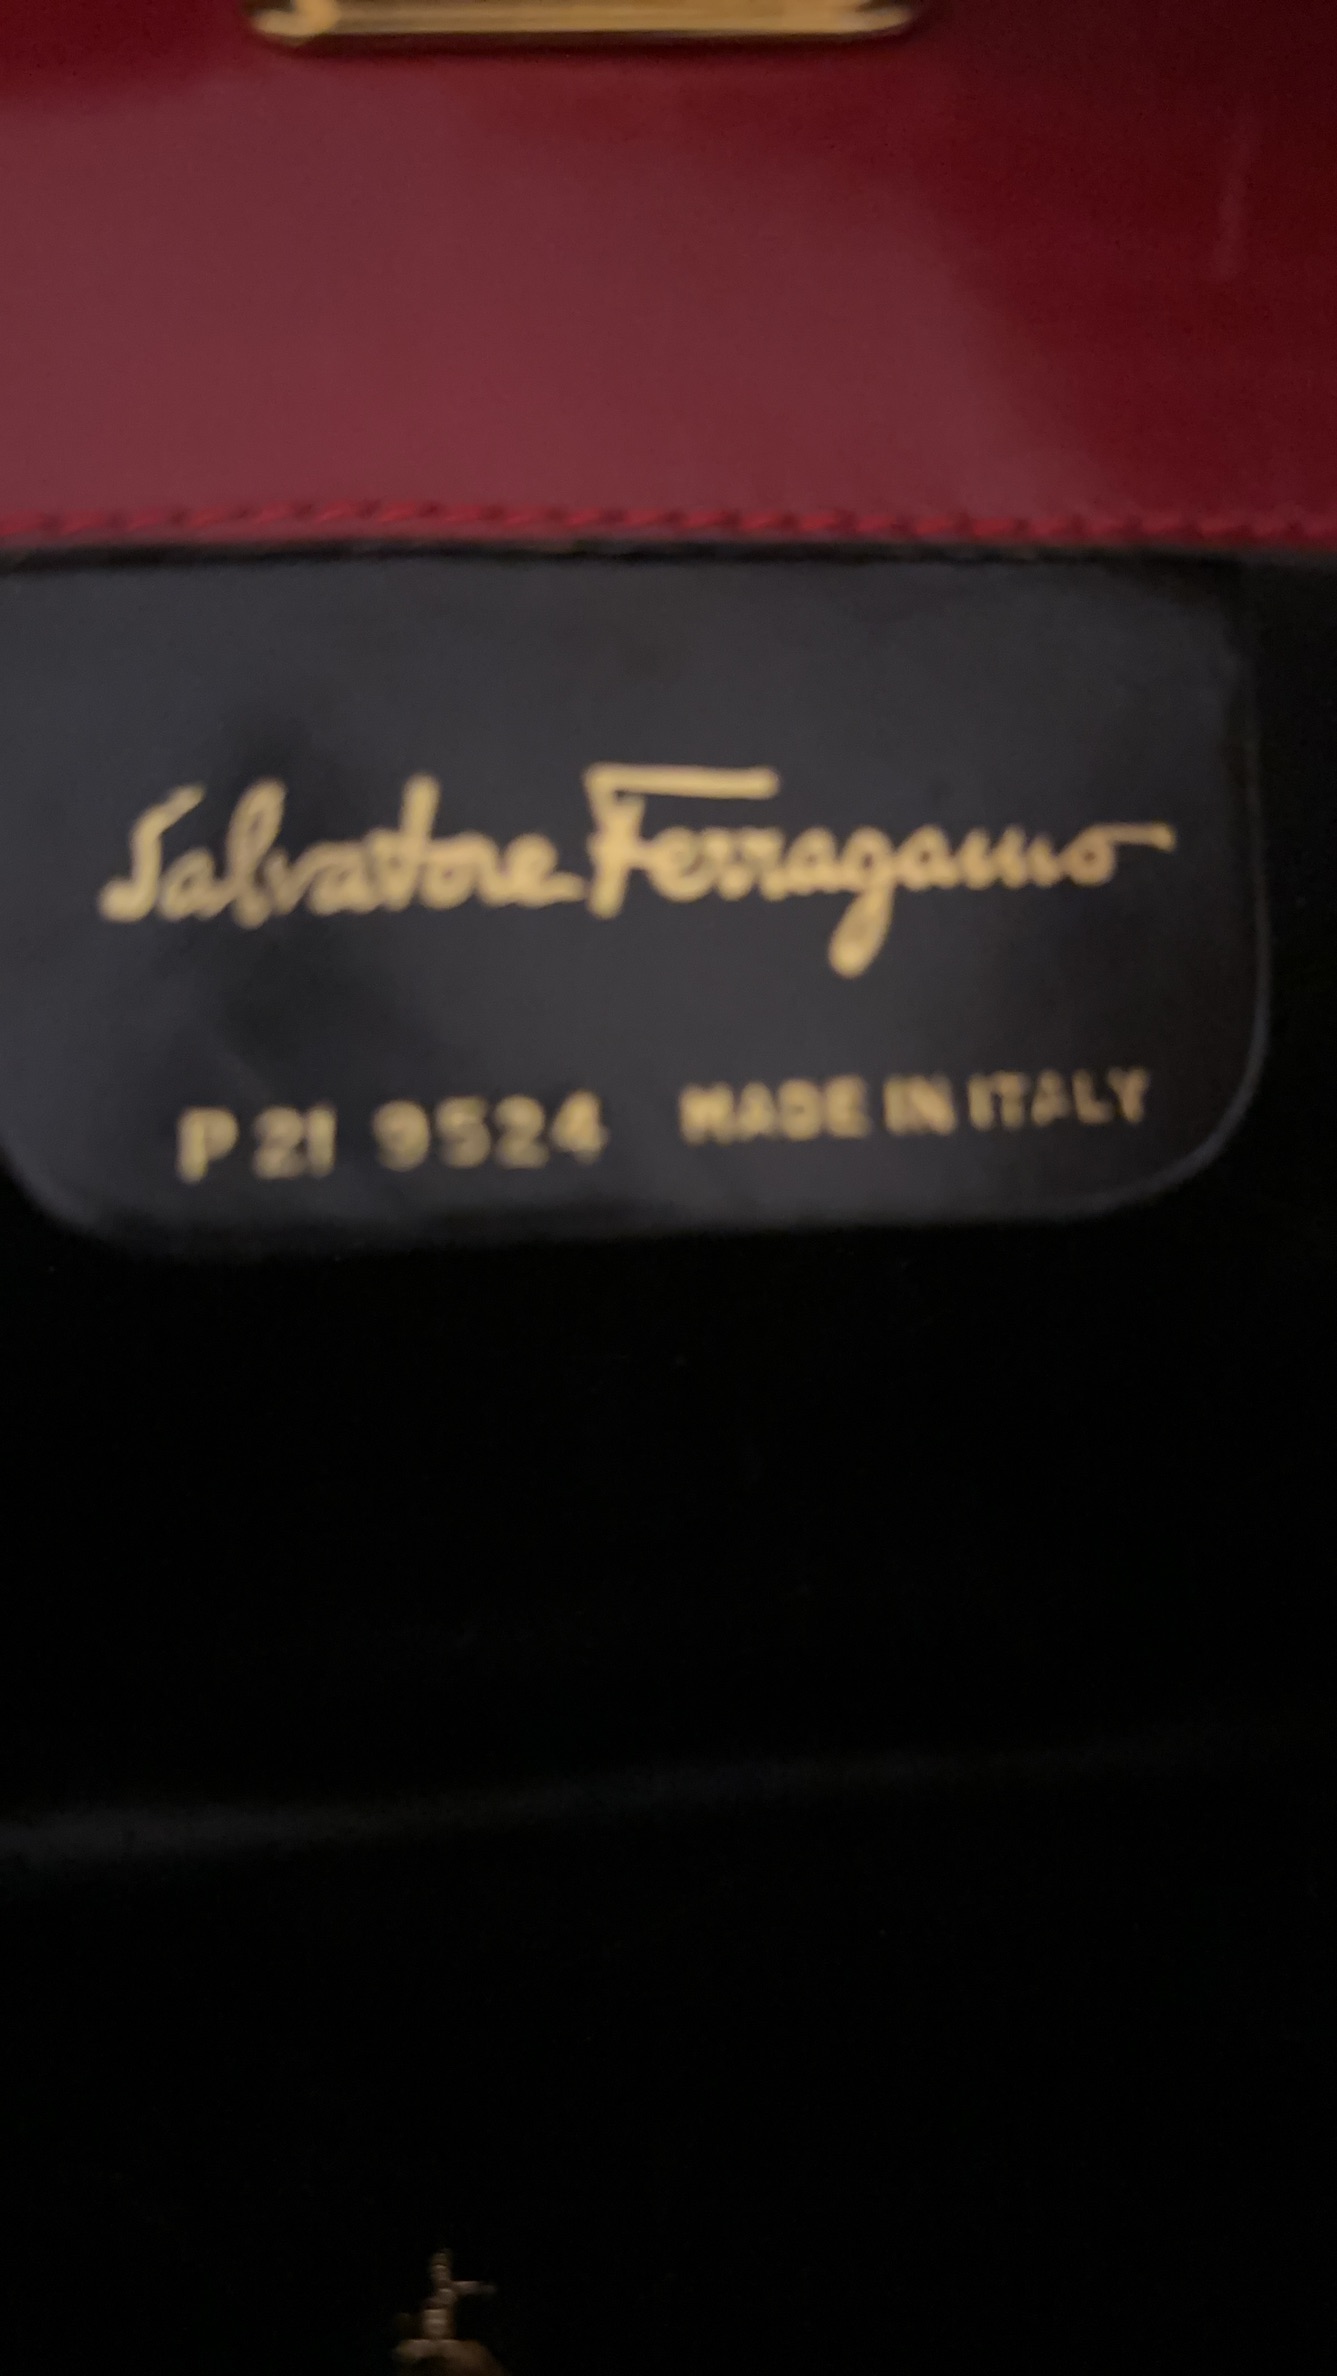 Salvatore Ferragamo
P 21 9524 MADE IN ITALY